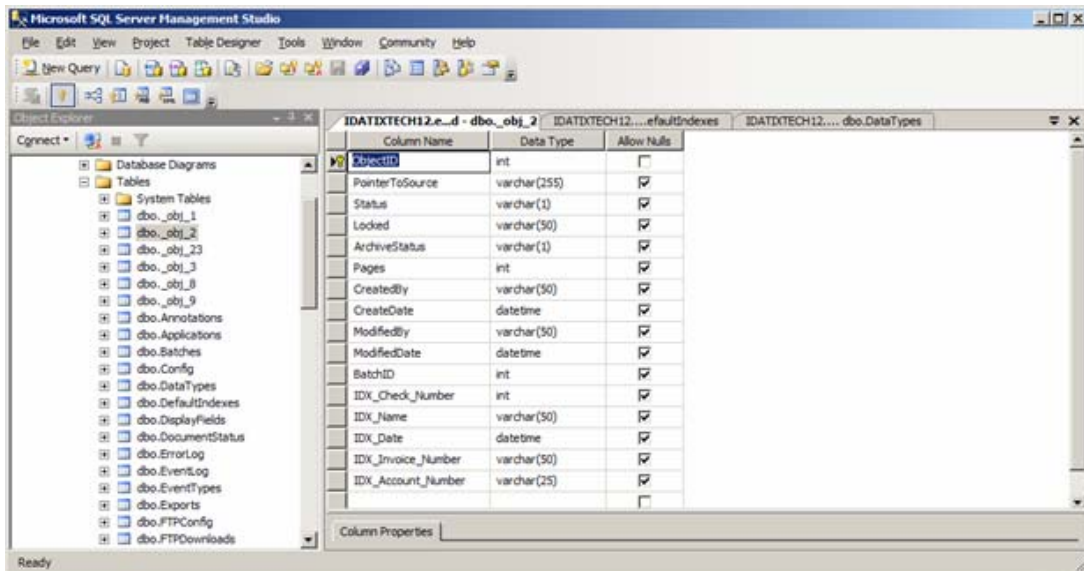 Microsoft SQL Server Management Studio
File Edit View Project Table Designer Tools Window Community Help
New Query
Object Explorer
Connect
Database Diagrams
Tables
System Tables
dbo._obj_1
dbo._obj_2
dbo._obj_23
dbo._obj_3
dbo._obj_8
dbo._obj_9
dbo.Annotations
dbo.Applications
dbo.Batches
dbo.Config
dbo.DataTypes
dbo.DefaultIndexes
dbo.DisplayFields
dbo.DocumentStatus
dbo.ErrorLog
dbo.EventLog
dbo.EventTypes
dbo.Exports
dbo.FTPConfig
dbo.FTPDownloads
IDATIXTECH12.e...d - dbo._obj_2 IDATIXTECH12....efaultIndexes IDATIXTECH12.... dbo.DataTypes
Column Name Data Type Allow Nulls
ObjectID int
PointerToSource varchar(255)
Status varchar(1)
Locked varchar(50)
ArchiveStatus varchar(1)
Pages int
CreatedBy varchar(50)
CreateDate datetime
ModifiedBy varchar(50)
ModifiedDate datetime
BatchID int
IDX_Check_Number int
IDX_Name varchar(50)
IDX_Date datetime
IDX_Invoice_Number varchar(50)
IDX_Account_Number varchar(25)
Column Properties
Ready